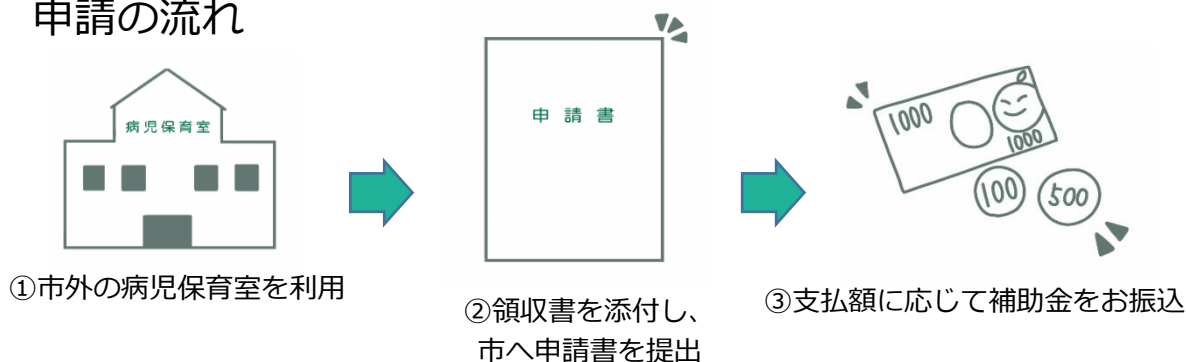 申請の流れ
病児保育室
①市外の病児保育室を利用
申請書
②領収書を添付し、
市へ申請書を提出
1000
1000
100
500
③支払額に応じて補助金をお振込